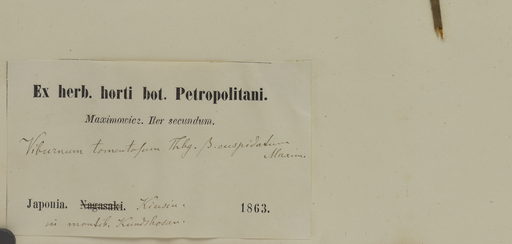 Ex herb. horti bot. Petropolitani.
Maximowicz. Iter secundum.
Viburnum tomentosum Thbg. β. cuspidatum
Maxim.
Japonia. Nagasaki. Kiusiu. 1863.
in montib. Kundshosan.